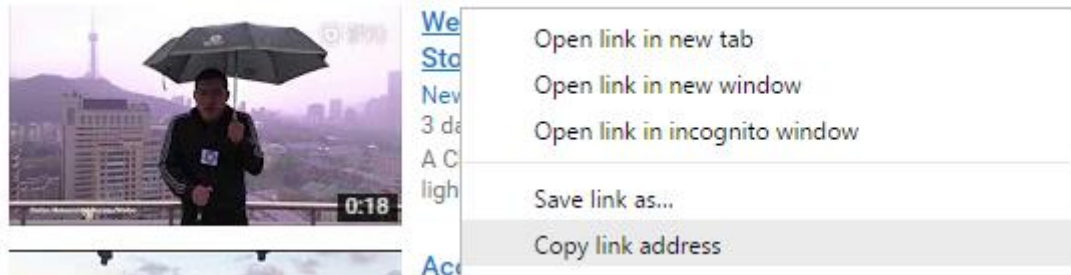 We
Sto
New
3 da
A C
ligh
0:18
Acc
Open link in new tab
Open link in new window
Open link in incognito window
Save link as...
Copy link address